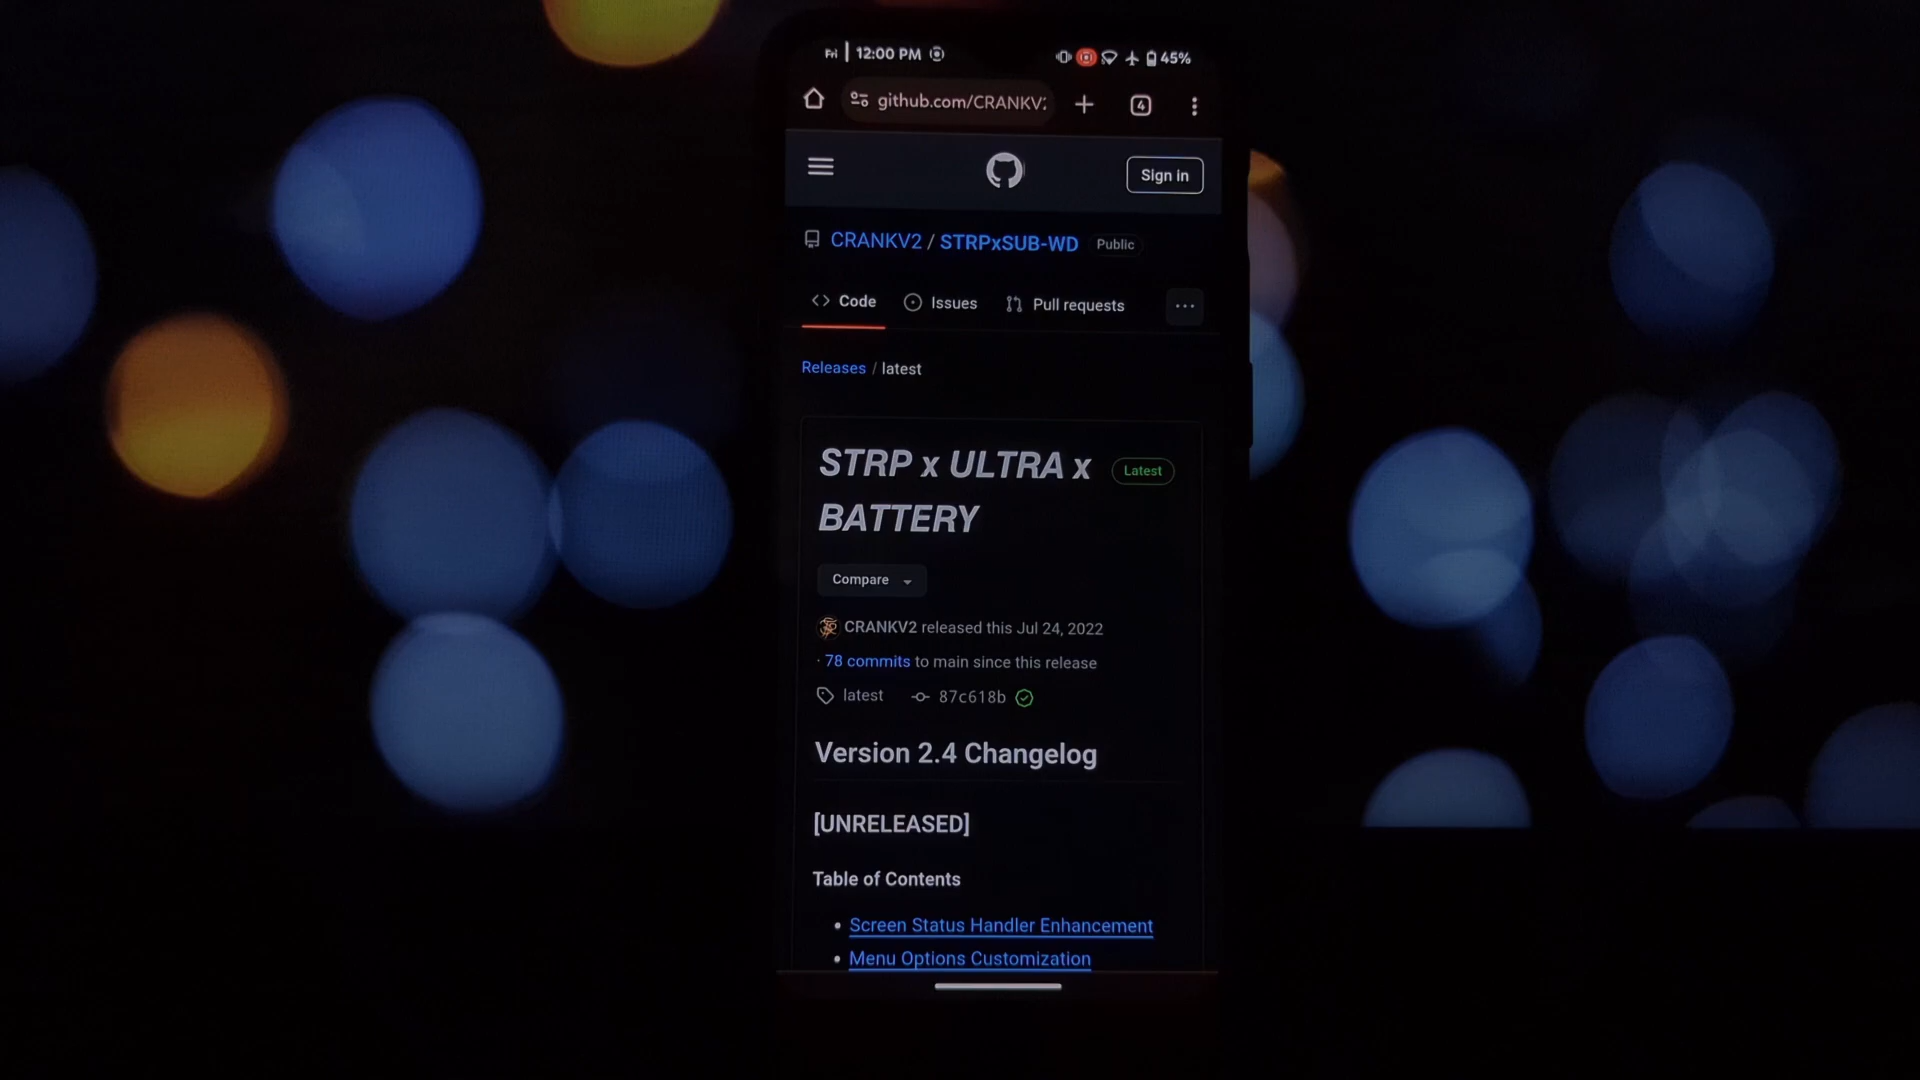 Fri 12:00 PM 45%
github.com/CRANKV2
4
Sign in
CRANKV2 / STRPxSUB-WD Public
Code Issues Pull requests
Releases / latest
STRP x ULTRA x
BATTERY
Latest
Compare
CRANKV2 released this Jul 24, 2022
· 78 commits to main since this release
latest 87c618b
Version 2.4 Changelog
[UNRELEASED]
Table of Contents
• Screen Status Handler Enhancement
• Menu Options Customization